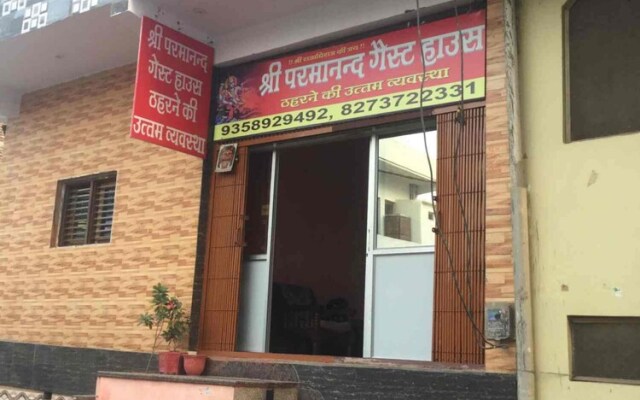 श्री परमानन्द
गेस्ट हाउस
ठहरने की
उत्तम व्यवस्था
श्री परमानन्द गैस्ट हाउस
ठहरने की उत्तम व्यवस्था
9358929492, 8273722331